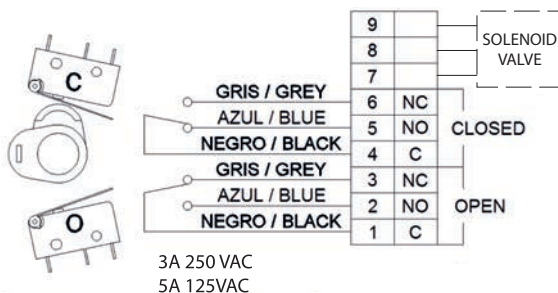 9
8
7
SOLENOID
VALVE
C
GRIS / GREY
6 NC
AZUL / BLUE
5 NO
CLOSED
NEGRO / BLACK
4 C
GRIS / GREY
3 NC
AZUL / BLUE
2 NO
OPEN
O
NEGRO / BLACK
1 C
3A 250 VAC
5A 125VAC